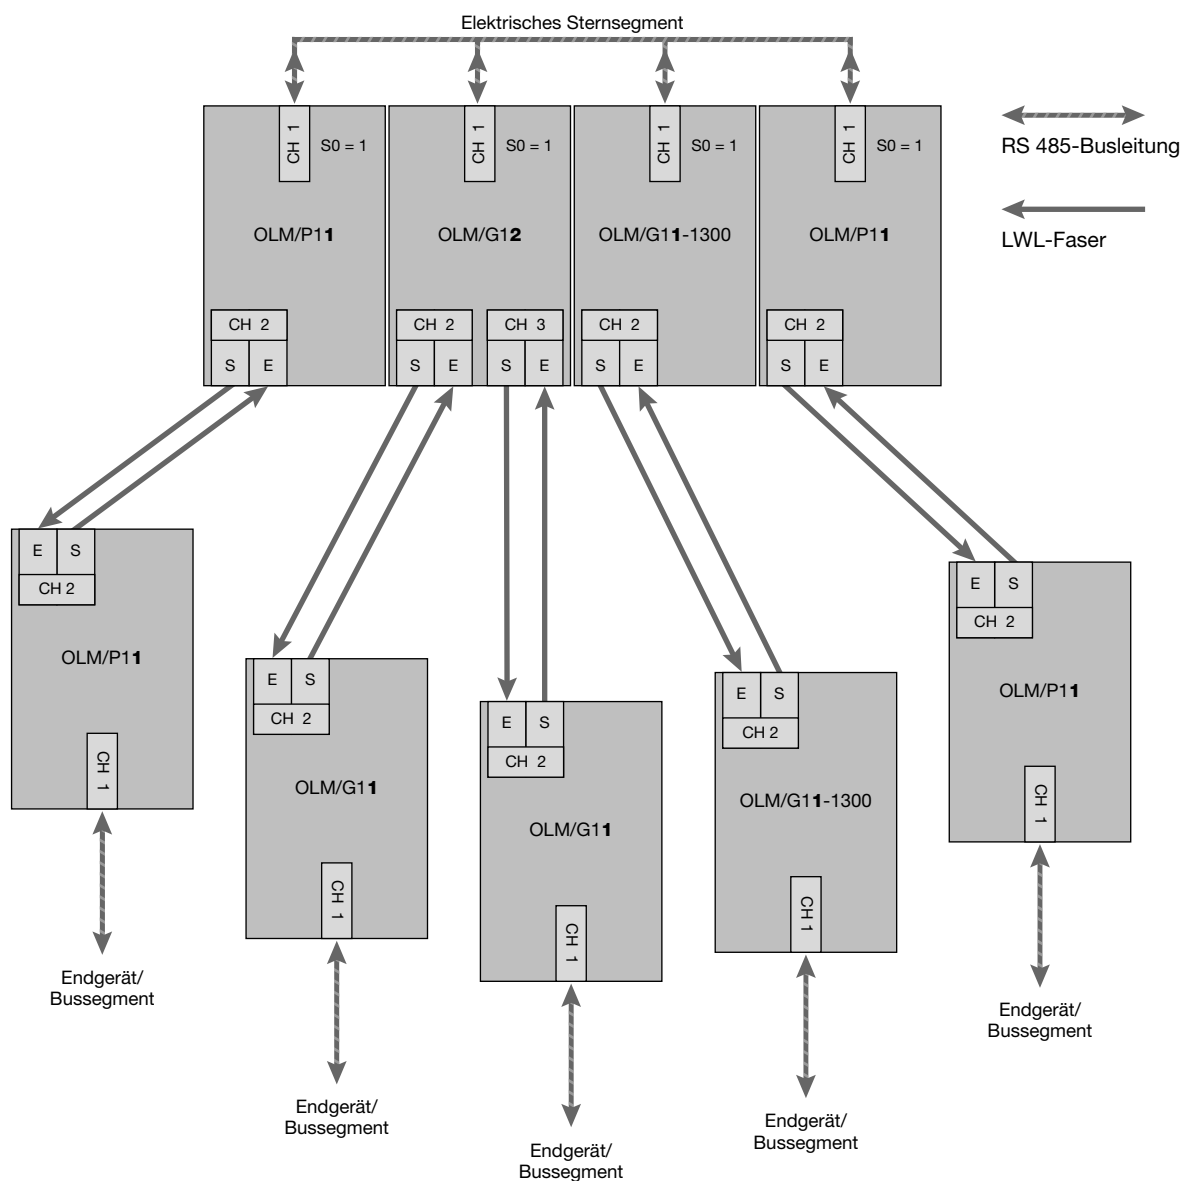 Elektrisches Sternsegment
CH 1
S0 = 1
CH 1
S0 = 1
CH 1
S0 = 1
CH 1
S0 = 1
RS 485-Busleitung
LWL-Faser
OLM/P11
OLM/G12
OLM/G11-1300
OLM/P11
CH 2
S E
CH 2
S E
CH 3
S E
CH 2
S E
CH 2
S E
E S
CH 2
OLM/P11
CH 1
Endgerät/
Bussegment
E S
CH 2
OLM/G11
CH 1
Endgerät/
Bussegment
E S
CH 2
OLM/G11
CH 1
Endgerät/
Bussegment
E S
CH 2
OLM/G11-1300
CH 1
Endgerät/
Bussegment
E S
CH 2
OLM/P11
CH 1
Endgerät/
Bussegment